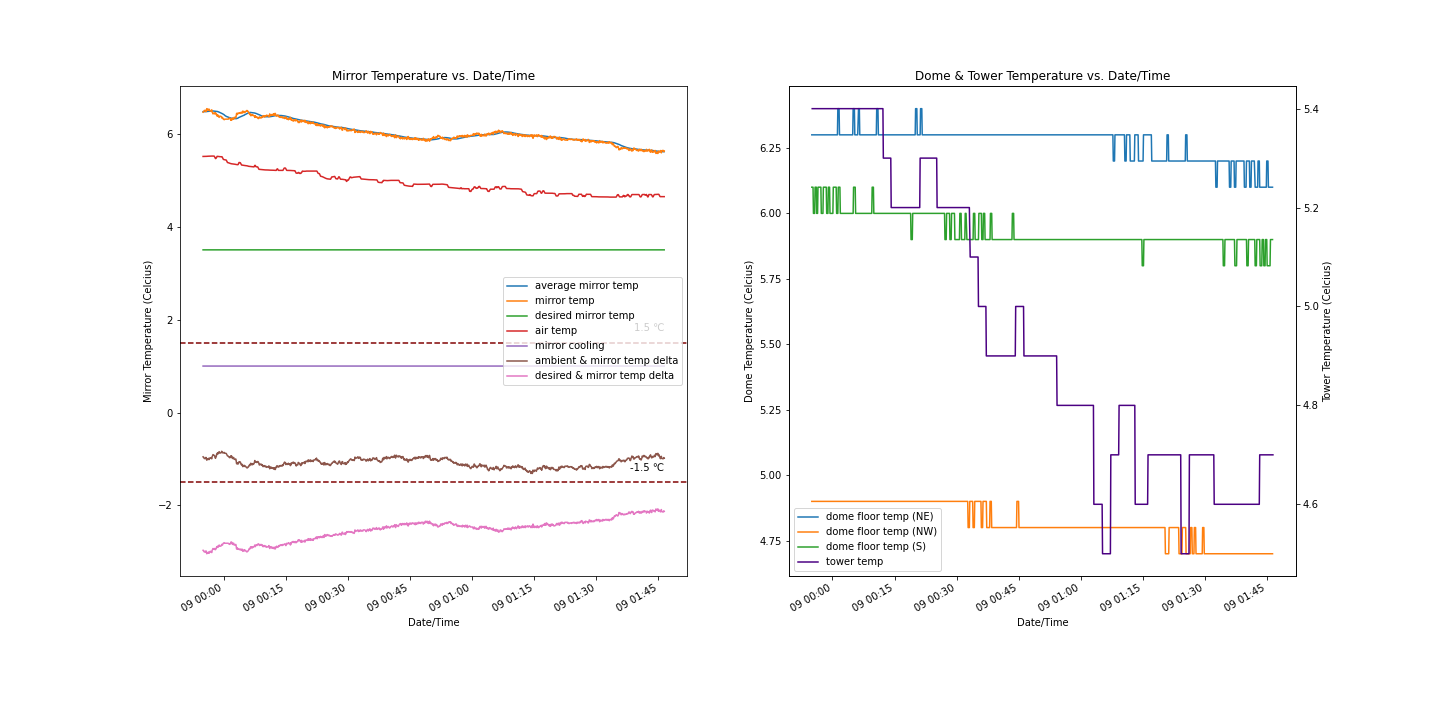 Mirror Temperature vs. Date/Time
Mirror Temperature (Celcius)
6
4
2
0
−2
average mirror temp
mirror temp
desired mirror temp
air temp
mirror cooling
ambient & mirror temp delta
desired & mirror temp delta
1.5 °C
-1.5 °C
09 00:00
09 00:15
09 00:30
09 00:45
09 01:00
09 01:15
09 01:30
09 01:45
Date/Time
Dome & Tower Temperature vs. Date/Time
Dome Temperature (Celcius)
6.25
6.00
5.75
5.50
5.25
5.00
4.75
dome floor temp (NE)
dome floor temp (NW)
dome floor temp (S)
tower temp
5.4
5.2
5.0
4.8
4.6
Tower Temperature (Celcius)
09 00:00
09 00:15
09 00:30
09 00:45
09 01:00
09 01:15
09 01:30
09 01:45
Date/Time